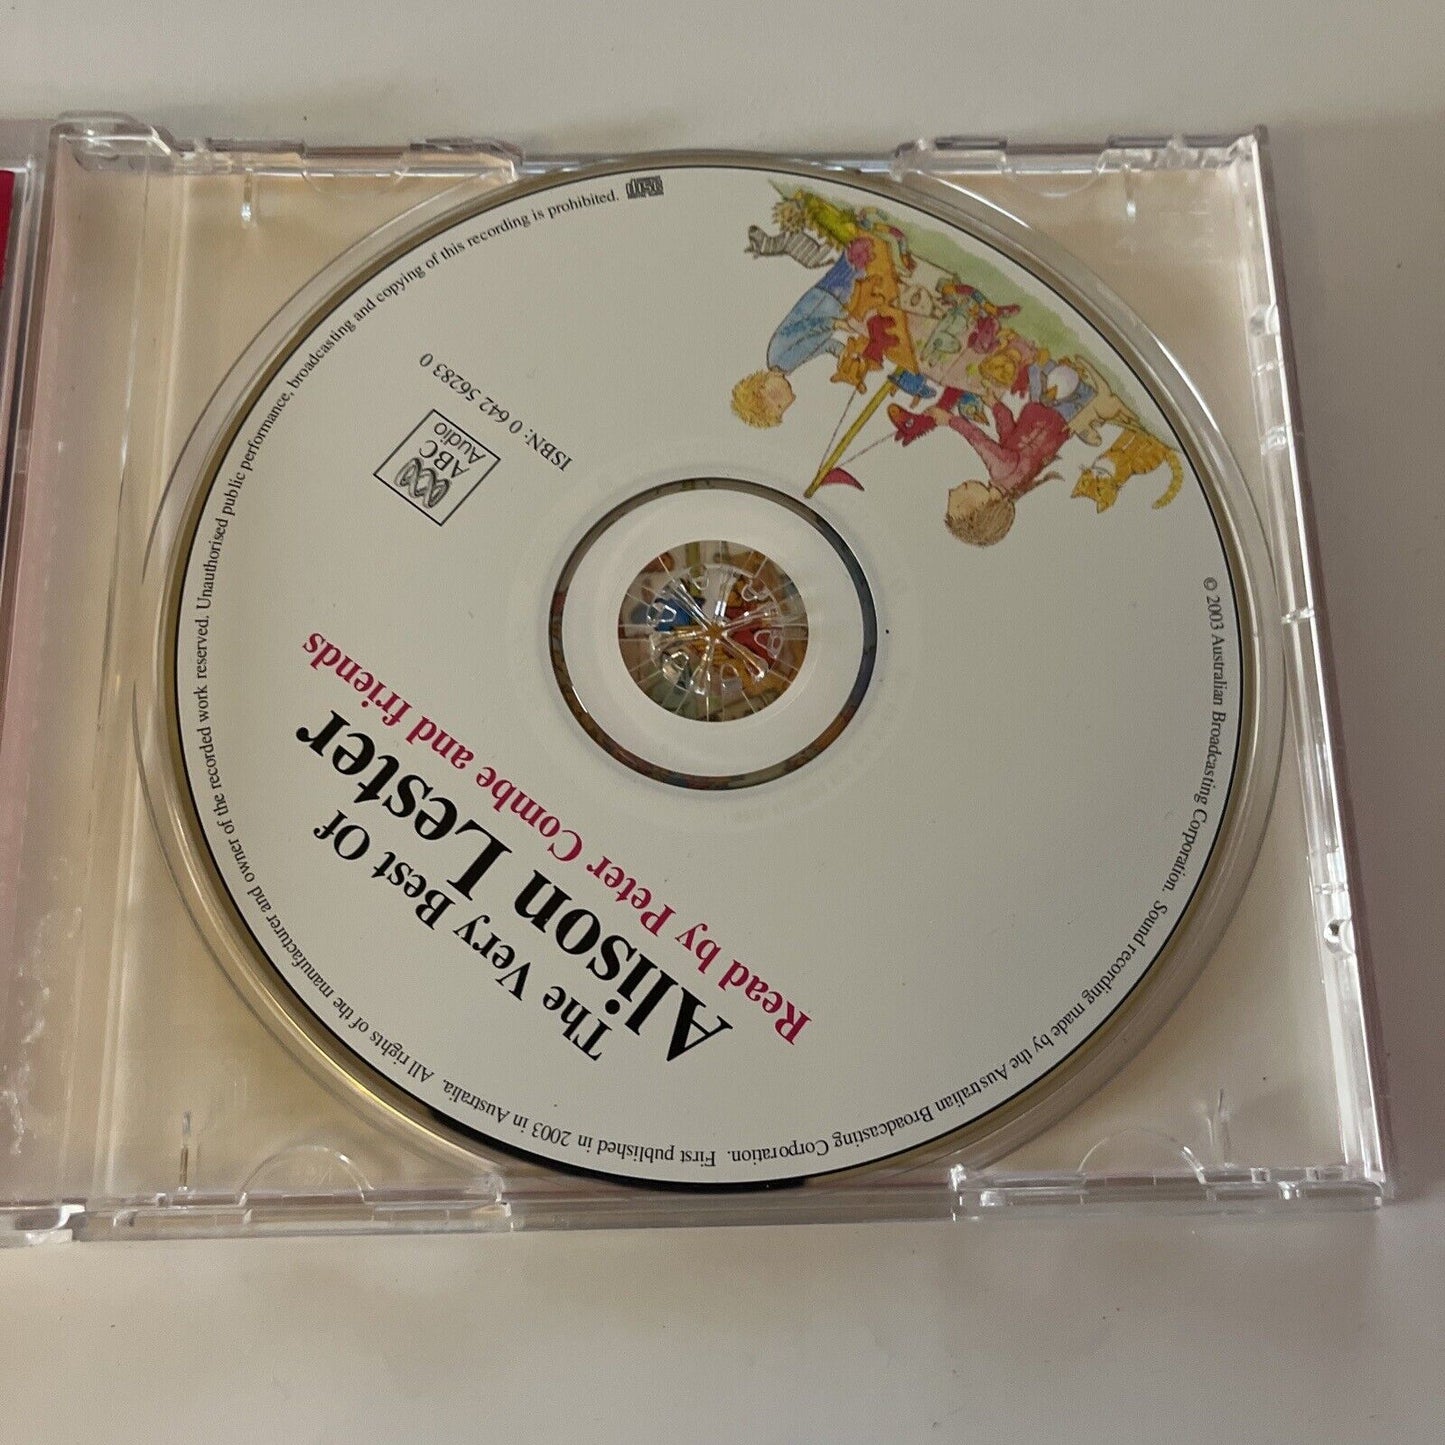 The Very Best Of
Alison Lester
Read by Peter Combe and friends
ABC
Audio
ISBN: 0 642 56283 0
© 2003 Australian Broadcasting Corporation. Sound recording made by the Australian Broadcasting Corporation. First published in 2003 in Australia. All rights of the manufacturer and owner of the recorded work reserved. Unauthorised public performance, broadcasting and copying of this recording is prohibited.
disc